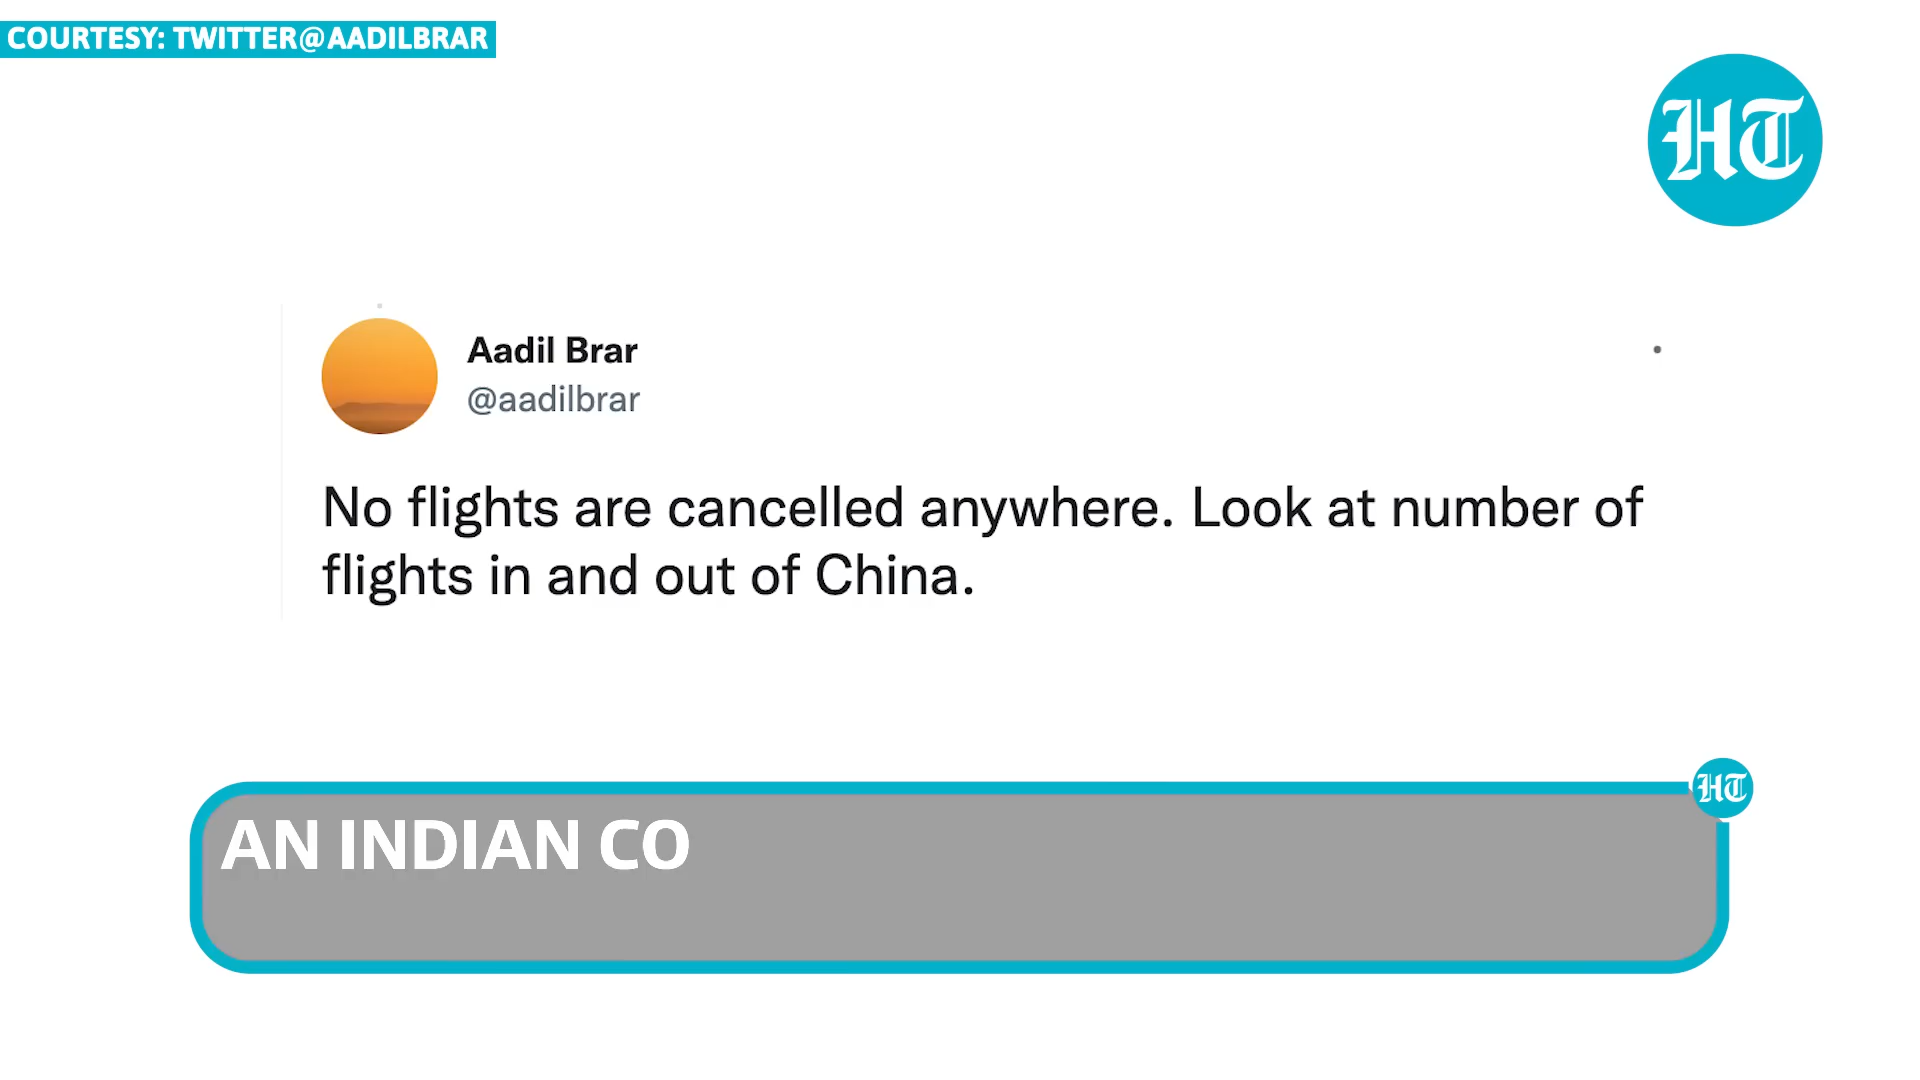 COURTESY: TWITTER@AADILBRAR
HT
Aadil Brar
@aadilbrar
No flights are cancelled anywhere. Look at number of
flights in and out of China.
HT
AN INDIAN CO